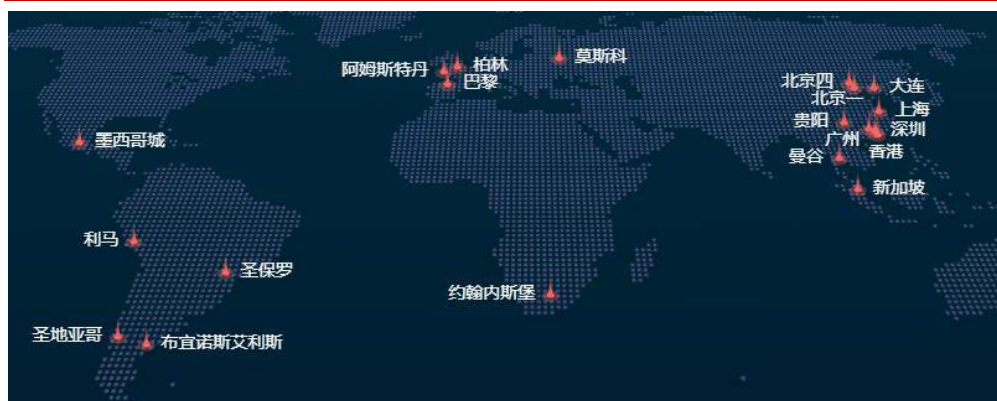 莫斯科
柏林
阿姆斯特丹
巴黎
北京四
大连
北京一
上海
贵阳
深圳
广州
墨西哥城
香港
曼谷
新加坡
利马
圣保罗
约翰内斯堡
圣地亚哥
布宜诺斯艾利斯